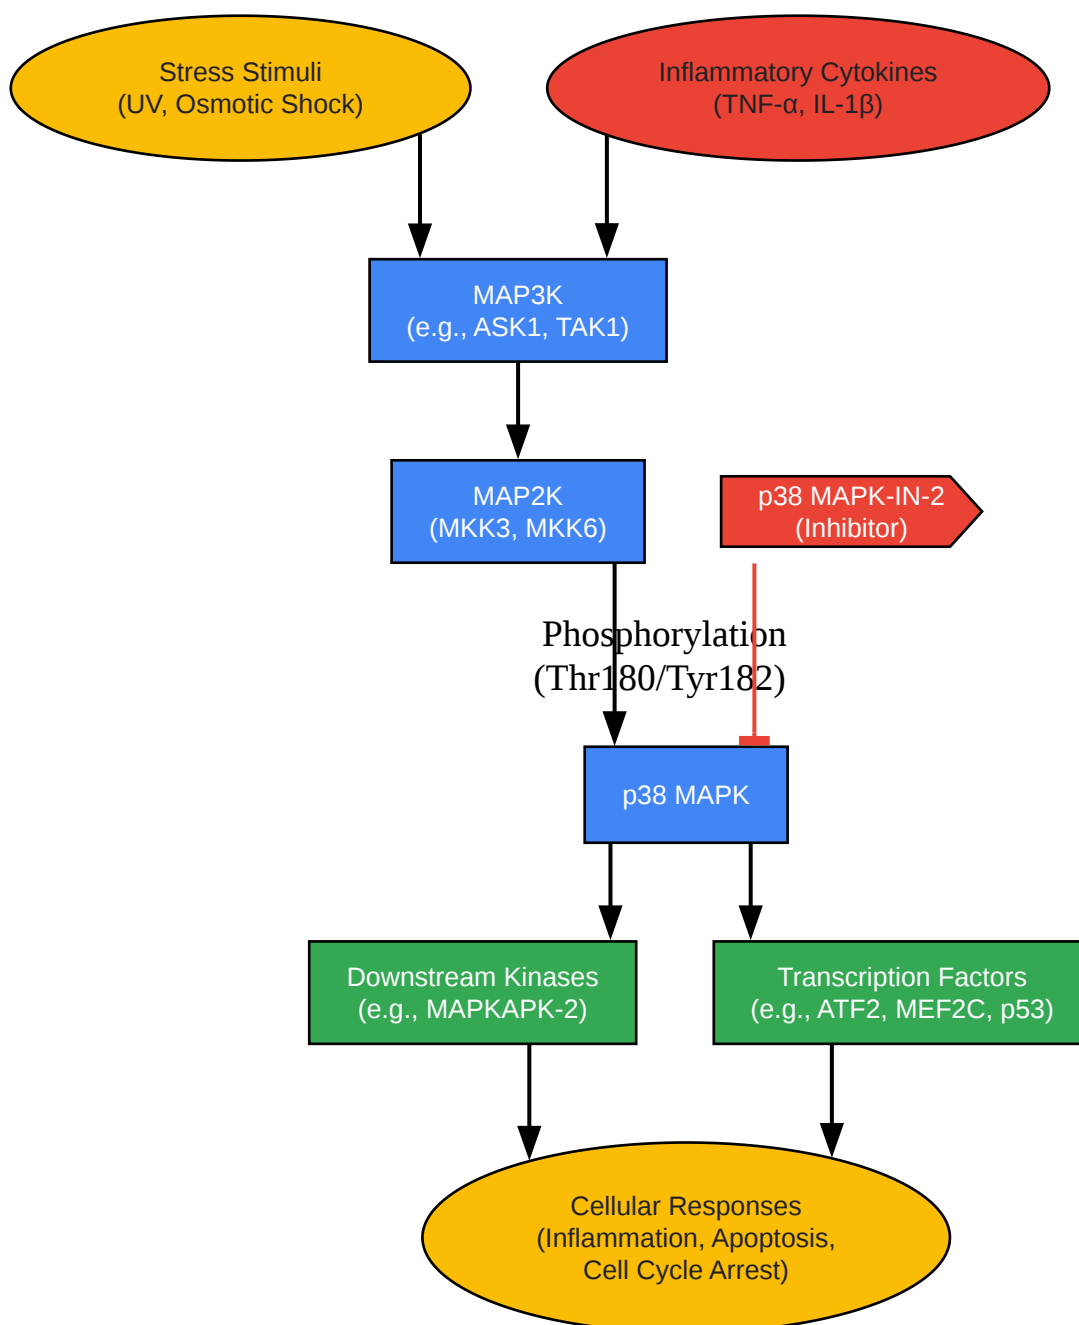 Stress Stimuli
(UV, Osmotic Shock)
Inflammatory Cytokines
(TNF-α, IL-1β)
MAP3K
(e.g., ASK1, TAK1)
MAP2K
(MKK3, MKK6)
p38 MAPK-IN-2
(Inhibitor)
Phosphorylation
(Thr180/Tyr182)
p38 MAPK
Downstream Kinases
(e.g., MAPKAPK-2)
Transcription Factors
(e.g., ATF2, MEF2C, p53)
Cellular Responses
(Inflammation, Apoptosis,
Cell Cycle Arrest)